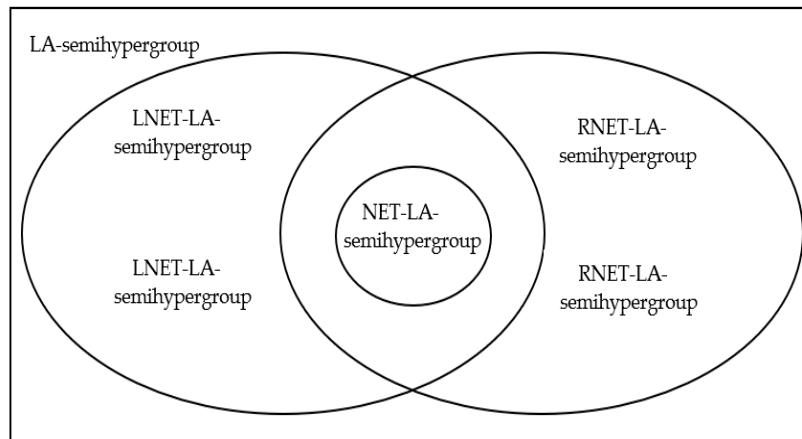 LA-semihypergroup
LNET-LA-
semihypergroup
RNET-LA-
semihypergroup
NET-LA-
semihypergroup
LNET-LA-
semihypergroup
RNET-LA-
semihypergroup